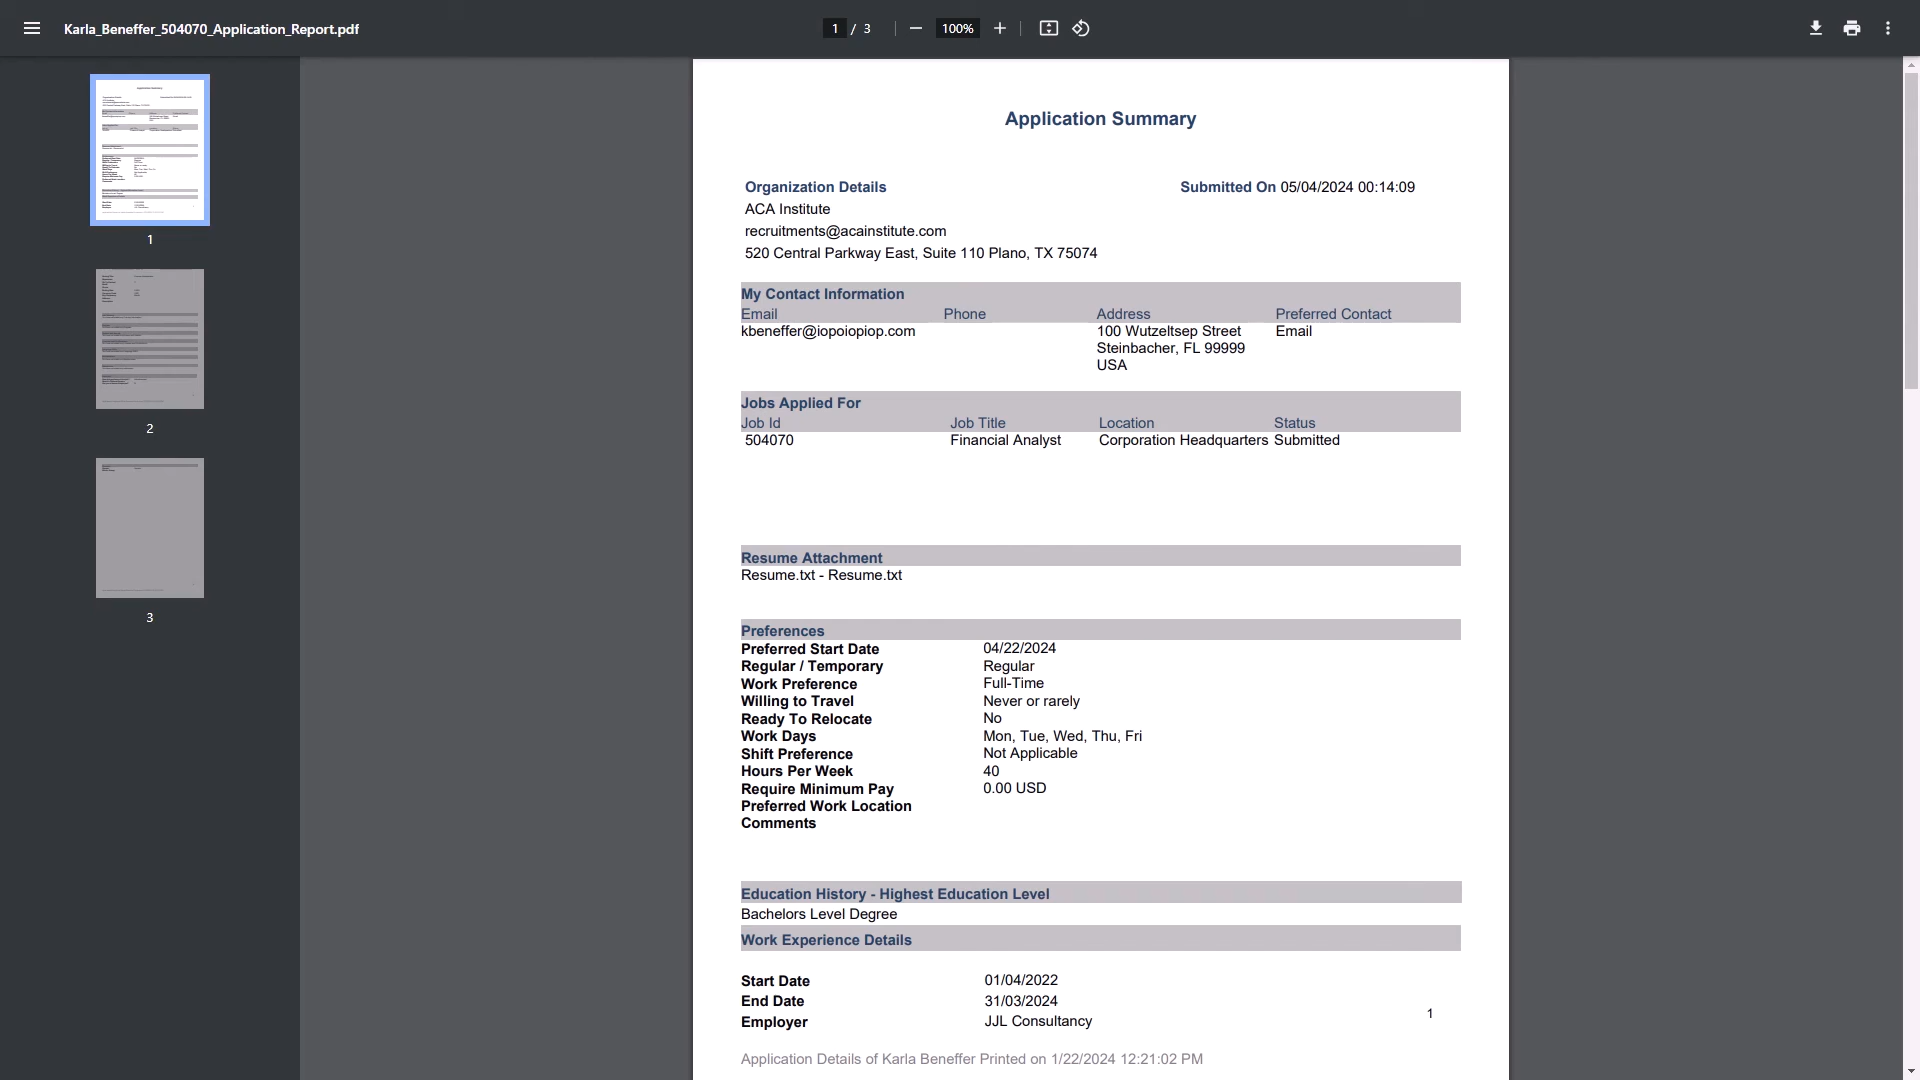 Karla_Beneffer_504070_Application_Report.pdf
1 / 3
100%
1
2
3
Application Summary
Organization Details
Submitted On 05/04/2024 00:14:09
ACA Institute
recruitments@acainstitute.com
520 Central Parkway East, Suite 110 Plano, TX 75074
My Contact Information
Email Phone Address Preferred Contact
kbeneffer@iopoiopiop.com 100 Wutzeltsep Street Email
Steinbacher, FL 99999
USA
Jobs Applied For
Job Id Job Title Location Status
504070 Financial Analyst Corporation Headquarters Submitted
Resume Attachment
Resume.txt - Resume.txt
Preferences
Preferred Start Date 04/22/2024
Regular / Temporary Regular
Work Preference Full-Time
Willing to Travel Never or rarely
Ready To Relocate No
Work Days Mon, Tue, Wed, Thu, Fri
Shift Preference Not Applicable
Hours Per Week 40
Require Minimum Pay 0.00 USD
Preferred Work Location
Comments
Education History - Highest Education Level
Bachelors Level Degree
Work Experience Details
Start Date 01/04/2022
End Date 31/03/2024
Employer JJL Consultancy
1
Application Details of Karla Beneffer Printed on 1/22/2024 12:21:02 PM